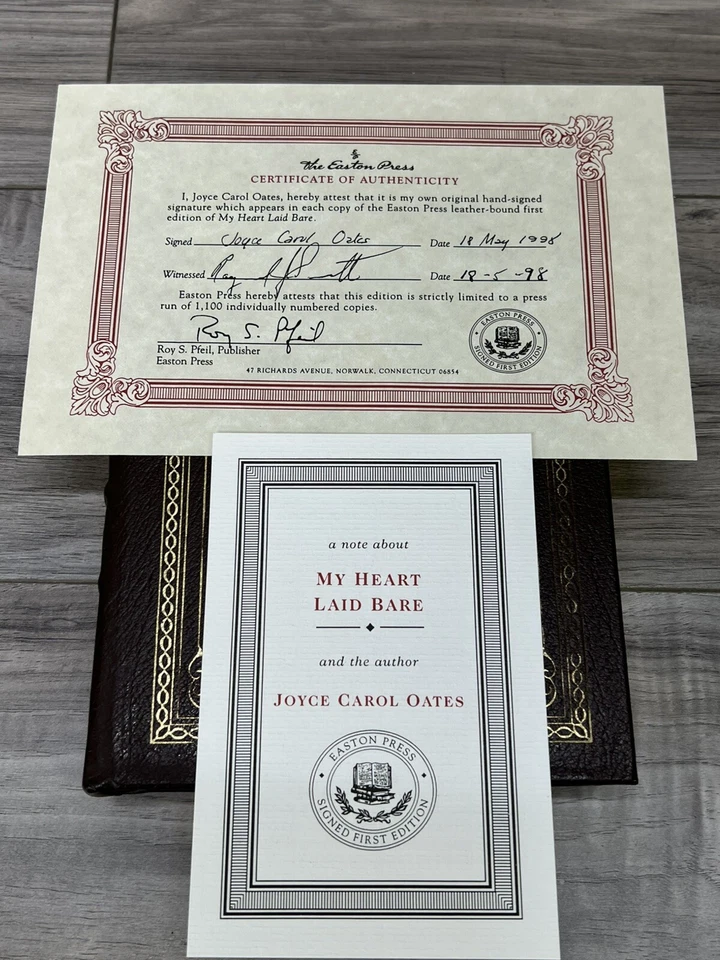 The Easton Press
CERTIFICATE OF AUTHENTICITY
I, Joyce Carol Oates, hereby attest that it is my own original hand-signed
signature which appears in each copy of the Easton Press leather-bound first
edition of My Heart Laid Bare.
Signed Joyce Carol Oates Date 18 May 1998
Witnessed Ray Date 18-5-98
Easton Press hereby attests that this edition is strictly limited to a press
run of 1,100 individually numbered copies.
Roy S. Pfeil
Roy S. Pfeil, Publisher
Easton Press
EASTON PRESS
SIGNED FIRST EDITION
47 RICHARDS AVENUE, NORWALK, CONNECTICUT 06854
a note about
MY HEART
LAID BARE
and the author
JOYCE CAROL OATES
EASTON PRESS
SIGNED FIRST EDITION